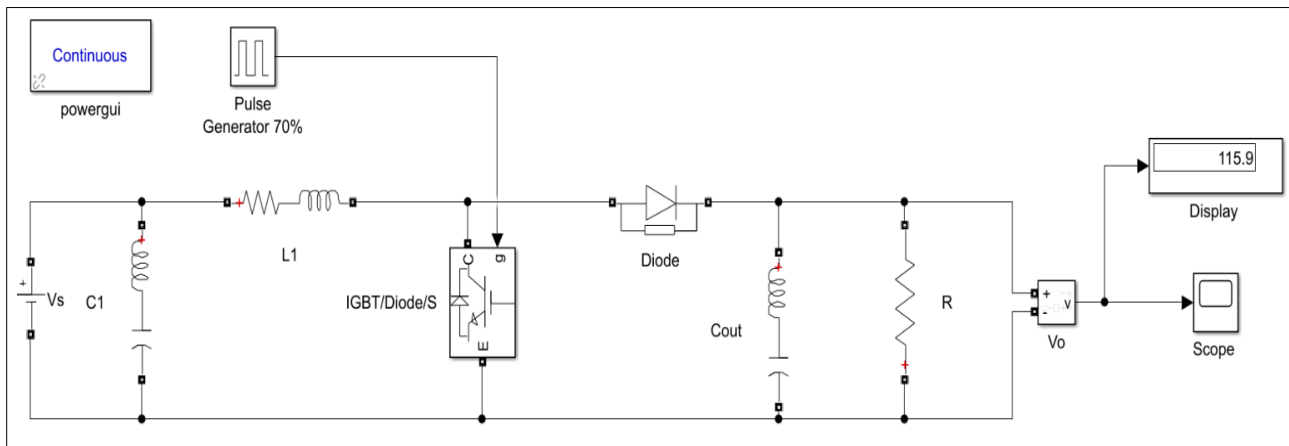 Continuous
powergui
Pulse
Generator 70%
115.9
Display
L1
Diode
+
Vs
C1
C
g
IGBT/Diode/S
E
Cout
R
+
-
v
Vo
Scope